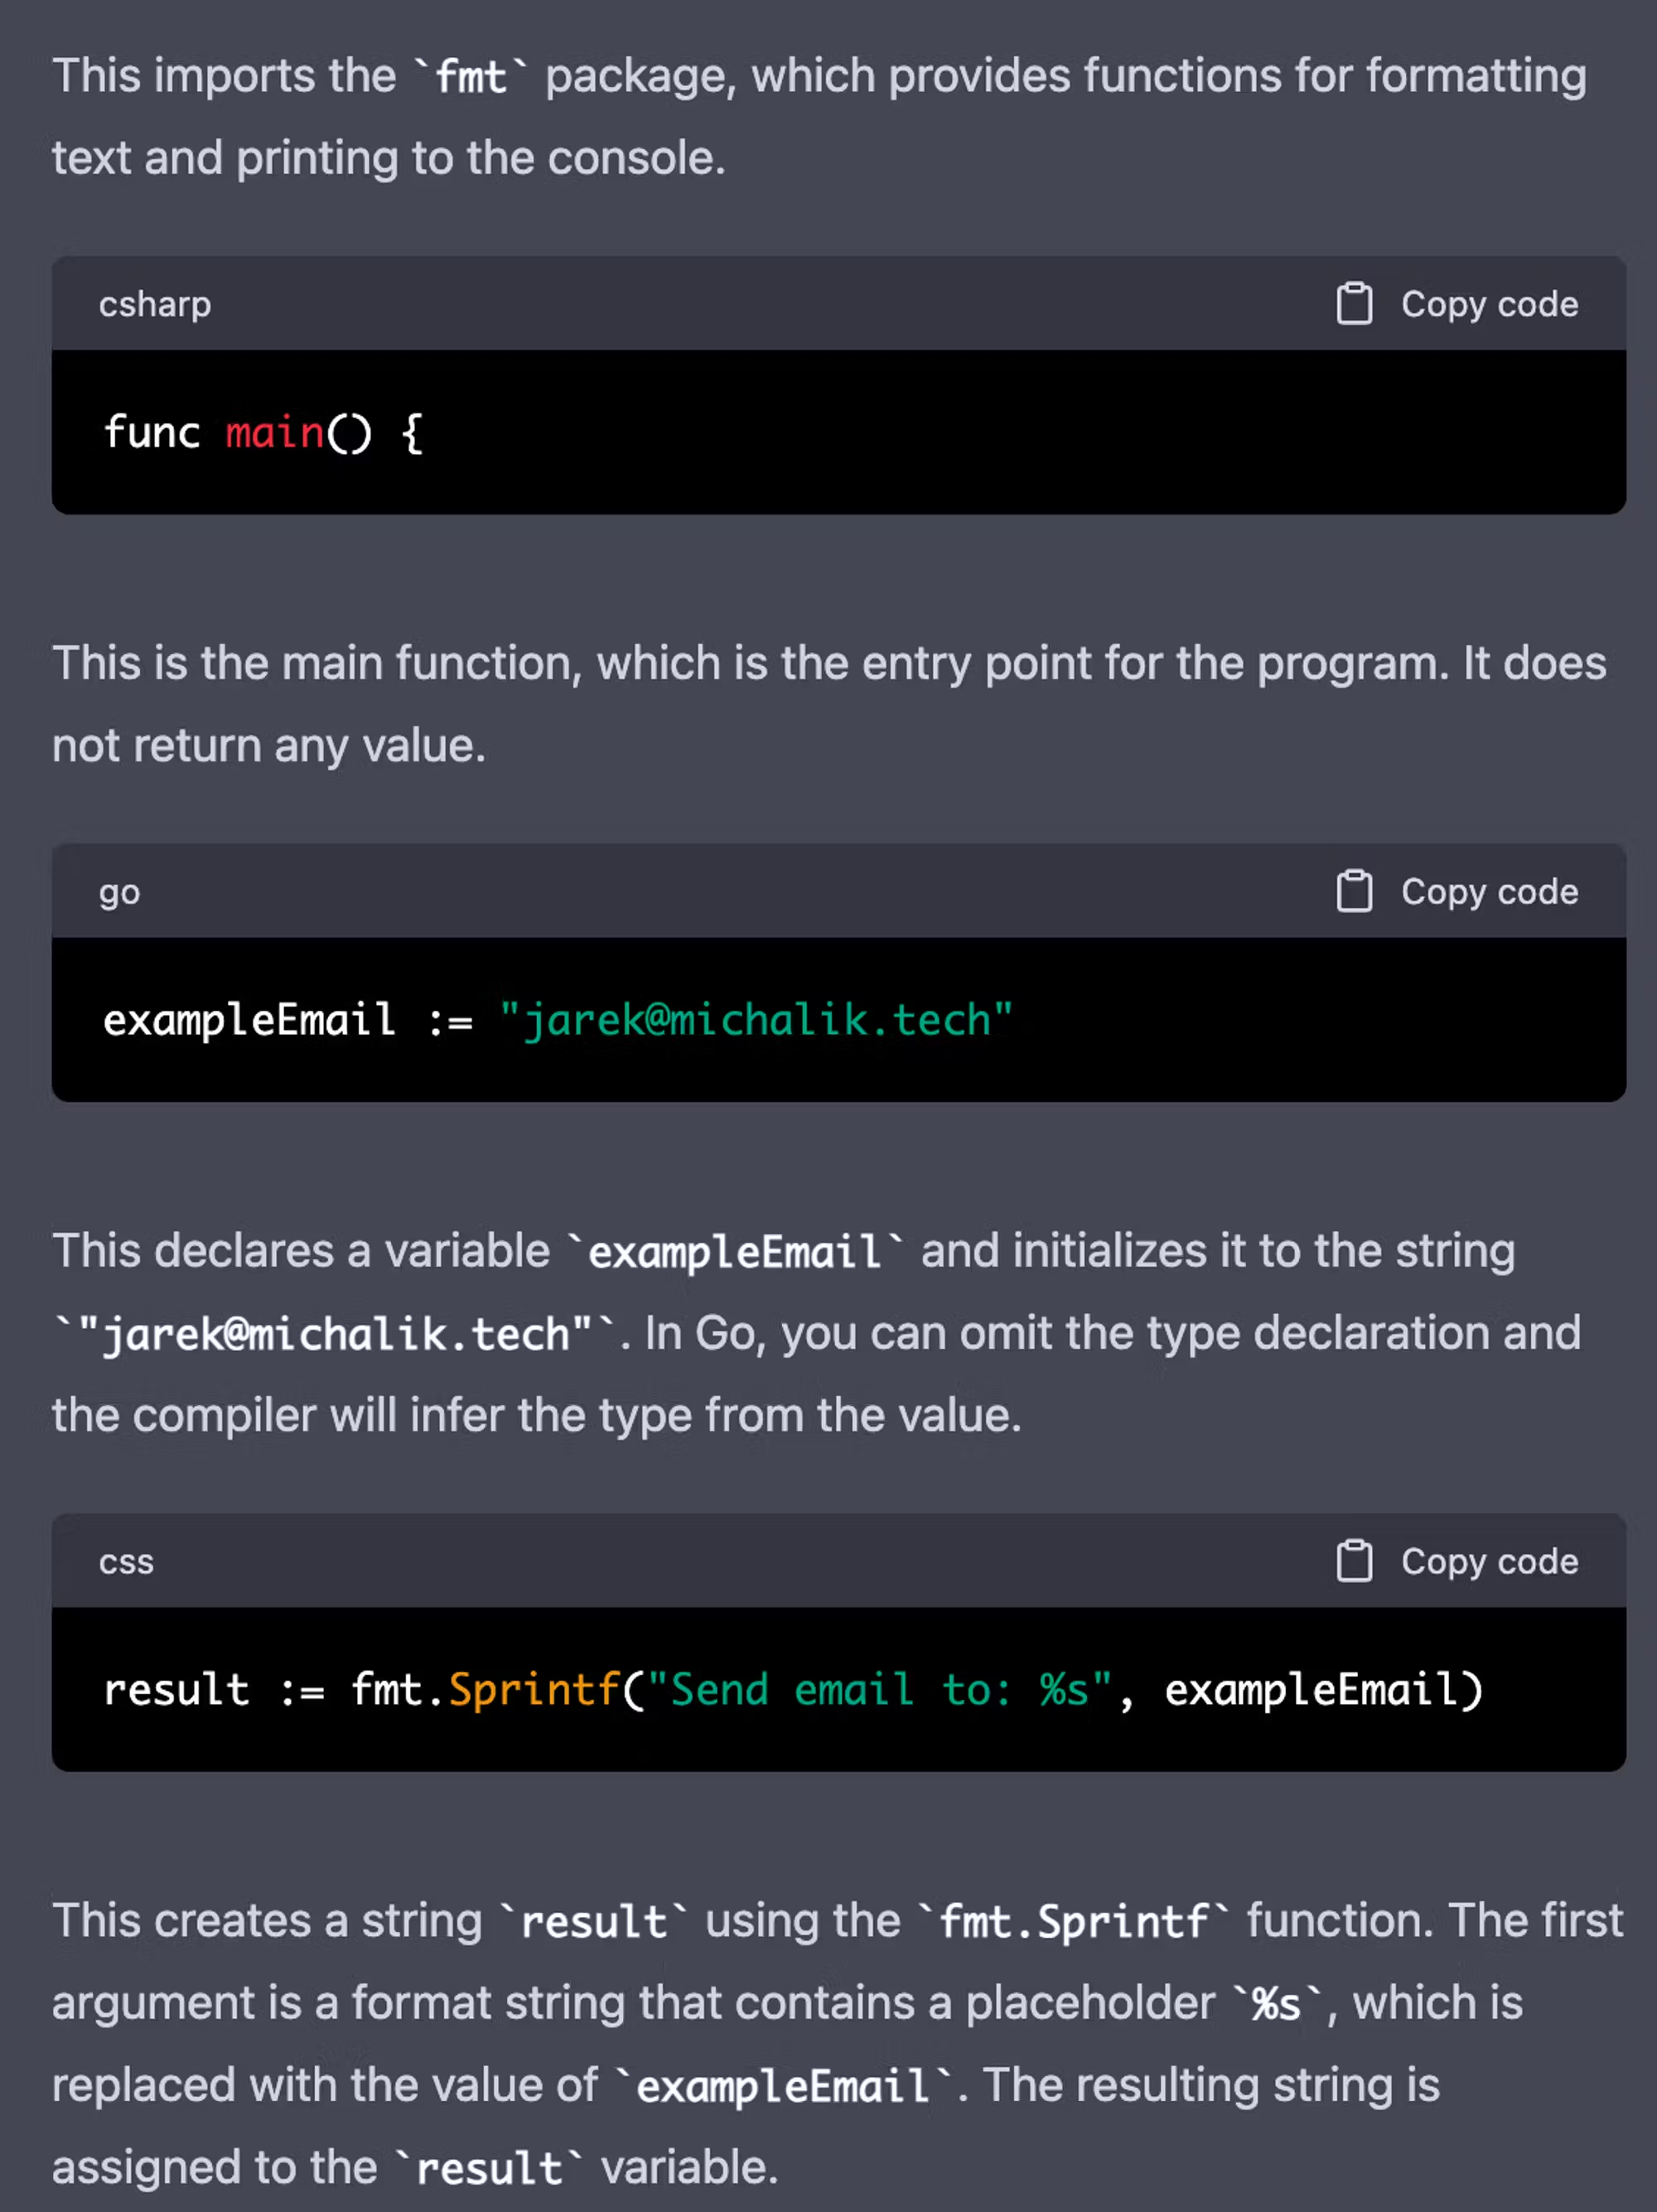 This imports the `fmt` package, which provides functions for formatting
text and printing to the console.
csharp
Copy code
func main() {
This is the main function, which is the entry point for the program. It does
not return any value.
go
Copy code
exampleEmail := "jarek@michalik.tech"
This declares a variable `exampleEmail` and initializes it to the string
`"jarek@michalik.tech"`. In Go, you can omit the type declaration and
the compiler will infer the type from the value.
css
Copy code
result := fmt.Sprintf("Send email to: %s", exampleEmail)
This creates a string `result` using the `fmt.Sprintf` function. The first
argument is a format string that contains a placeholder `%s`, which is
replaced with the value of `exampleEmail`. The resulting string is
assigned to the `result` variable.